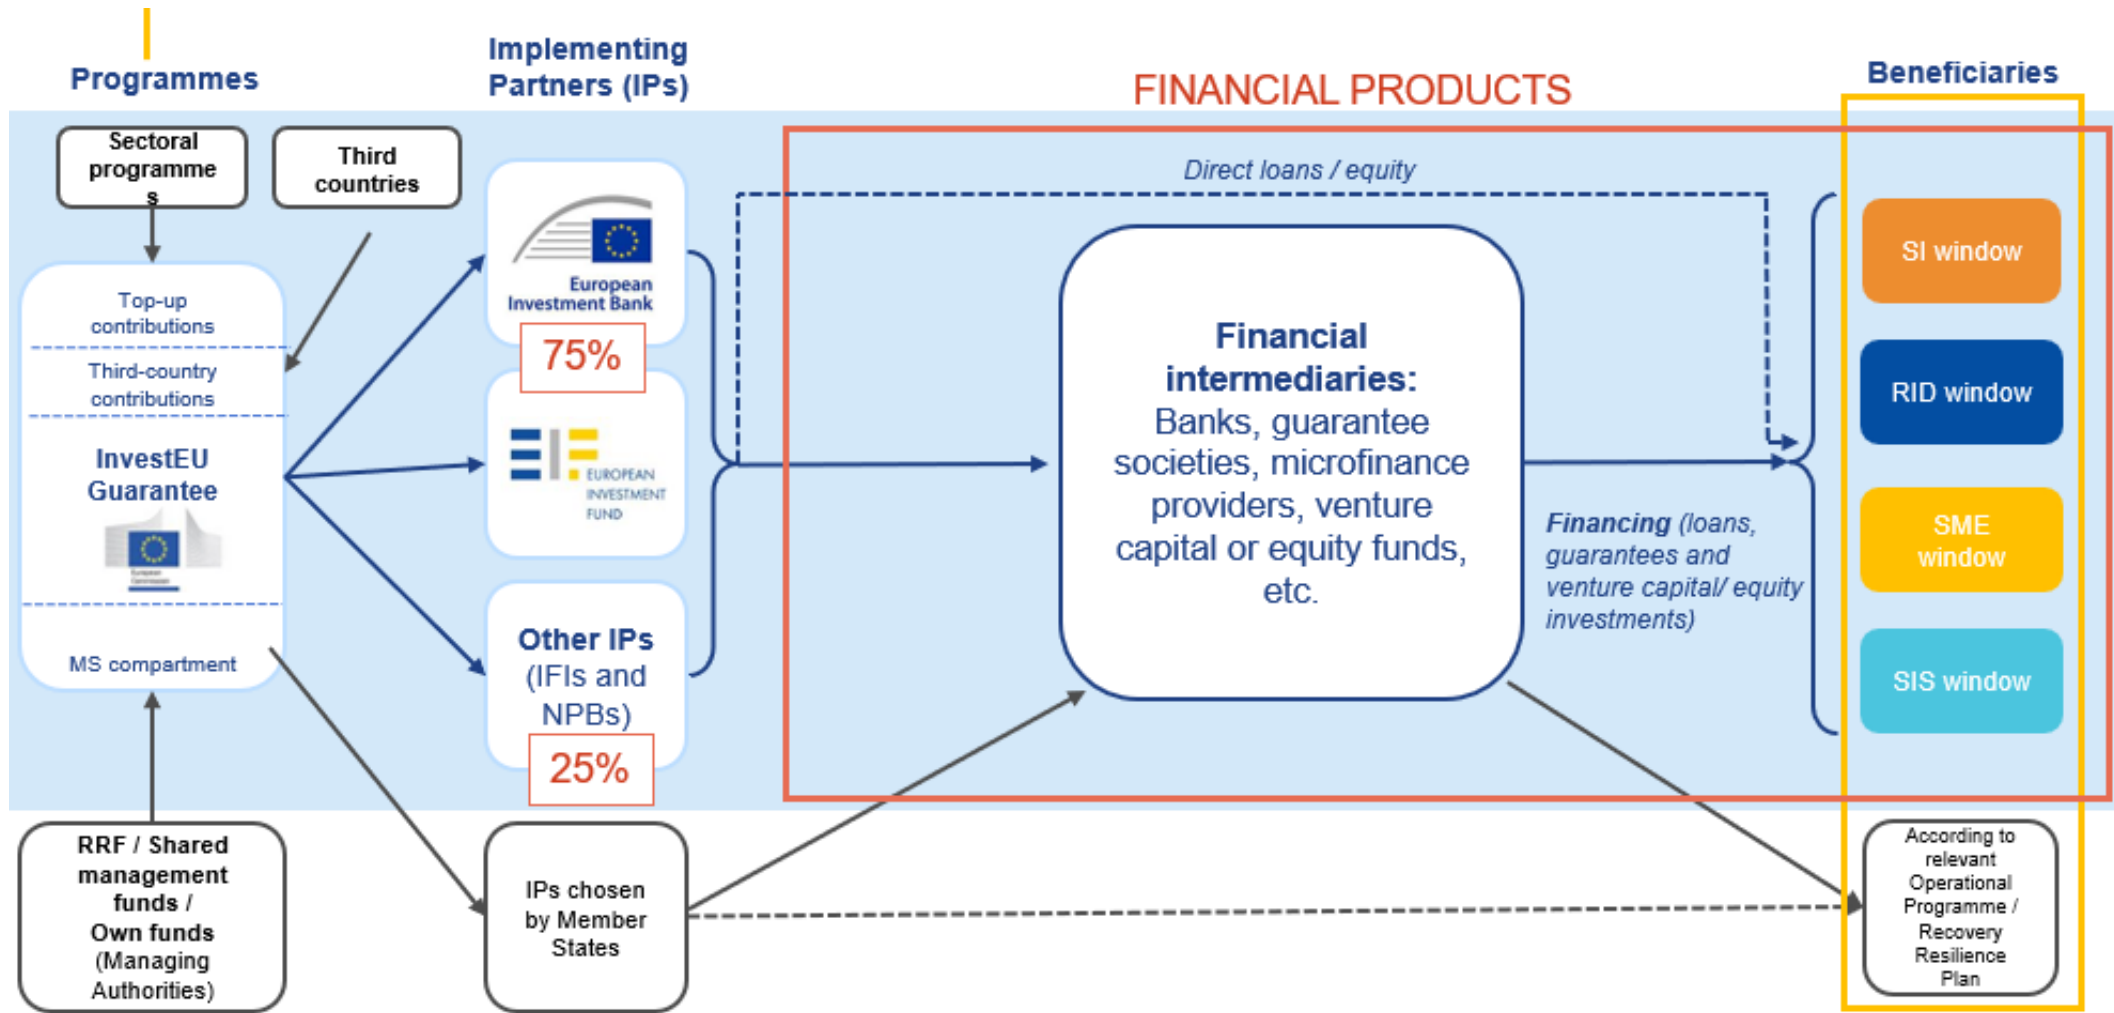 Programmes
Implementing
Partners (IPs)
FINANCIAL PRODUCTS
Beneficiaries
Sectoral
programme
s
Third
countries
Top-up
contributions
Third-country
contributions
InvestEU
Guarantee
European
Commission
MS compartment
RRF / Shared
management
funds /
Own funds
(Managing
Authorities)
European
Investment Bank
75%
EIF
EUROPEAN
INVESTMENT
FUND
Other IPs
(IFIs and
NPBs)
25%
IPs chosen
by Member
States
Direct loans / equity
Financial
intermediaries:
Banks, guarantee
societies, microfinance
providers, venture
capital or equity funds,
etc.
Financing (loans,
guarantees and
venture capital/ equity
investments)
SI window
RID window
SME
window
SIS window
According to
relevant
Operational
Programme /
Recovery
Resilience
Plan